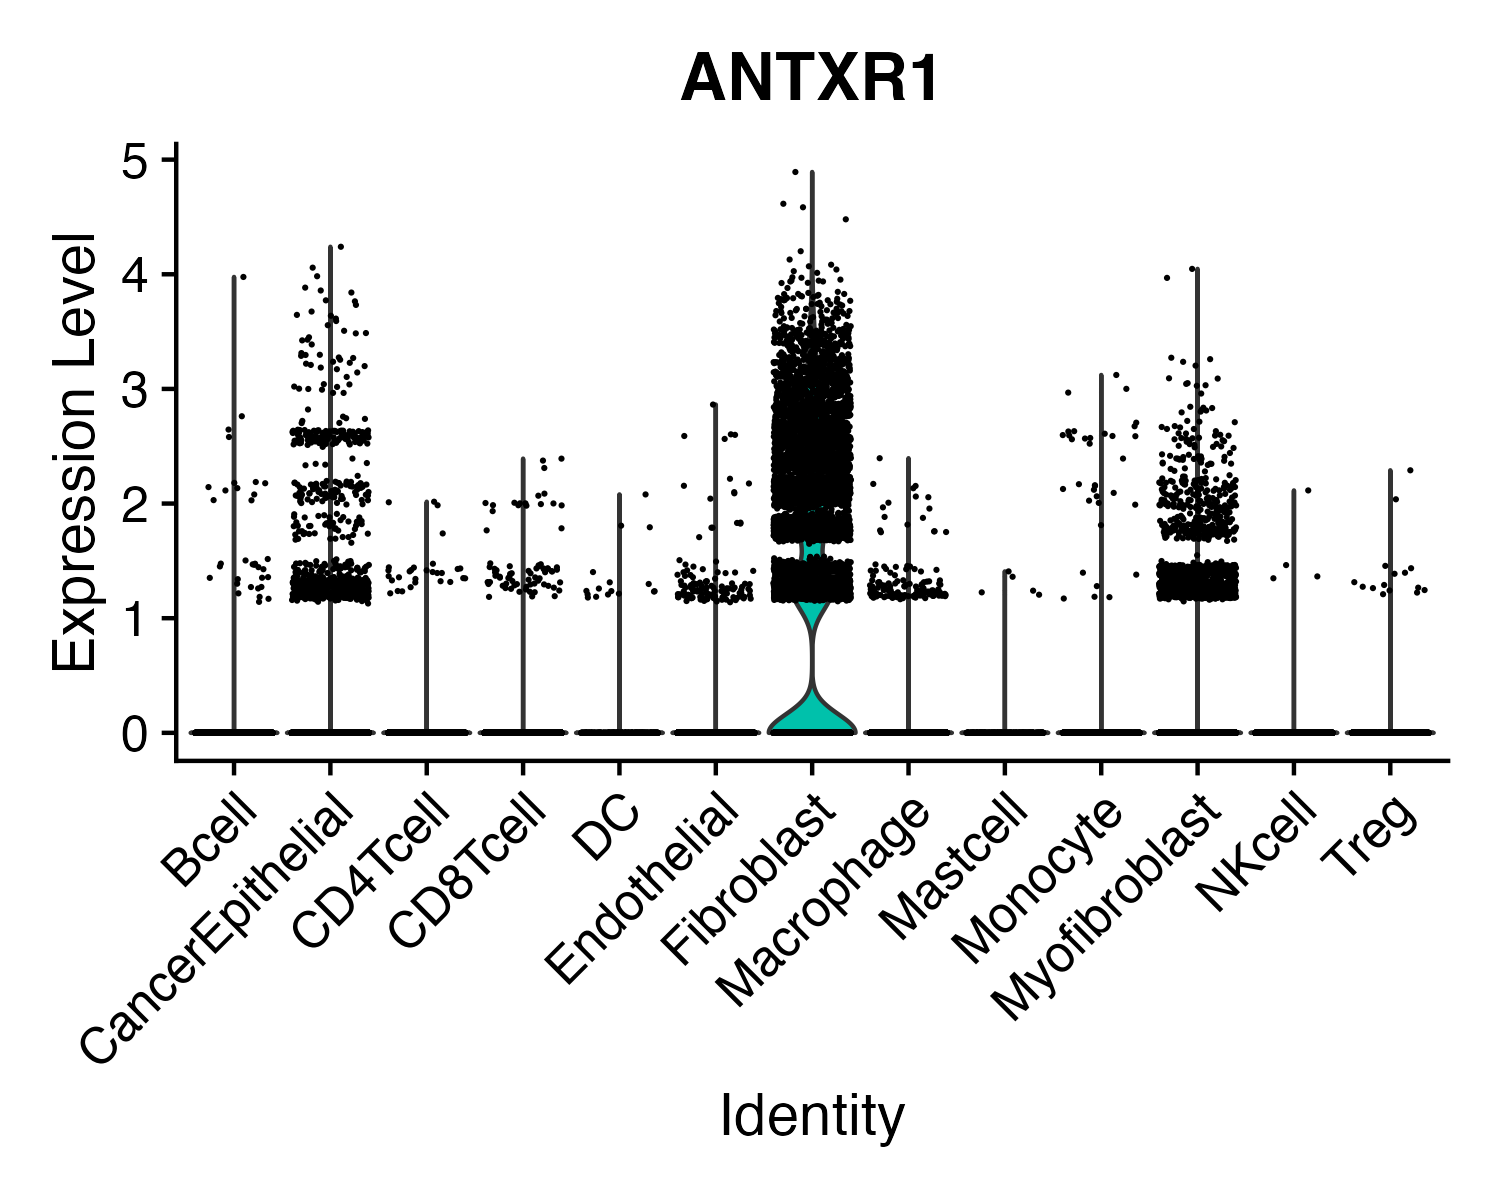 ANTXR1
Expression Level
5
4
3
2
1
0
Bcell
CancerEpithelial
CD4Tcell
CD8Tcell
DC
Endothelial
Fibroblast
Macrophage
Mastcell
Monocyte
Myofibroblast
NKcell
Treg
Identity